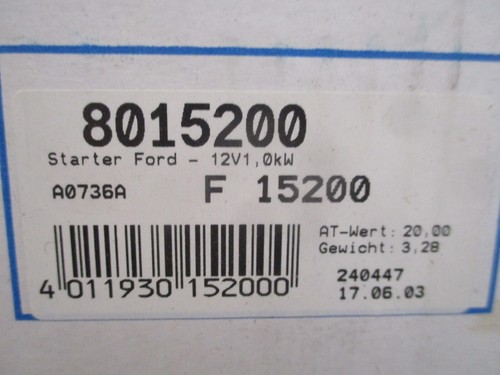 8015200
Starter Ford - 12V1,0kW
A0736A F 15200
AT-Wert: 20,00
Gewicht: 3,28
4 011930 152000
240447
17.06.03